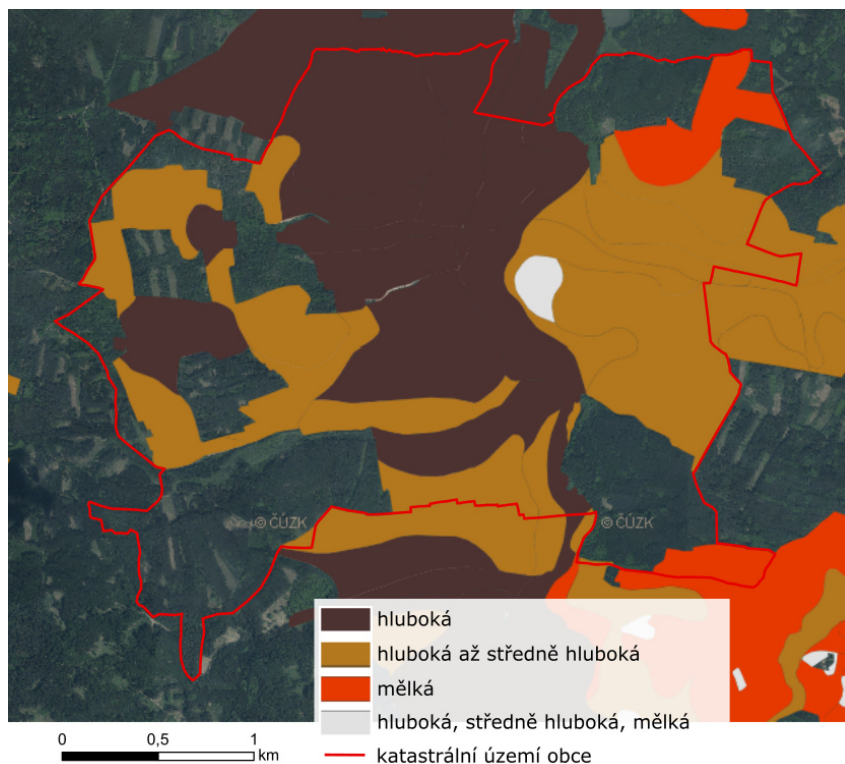 © ČÚZK
© ČÚZK
hluboká
hluboká až středně hluboká
mělká
hluboká, středně hluboká, mělká
katastrální území obce
0
0,5
1
km